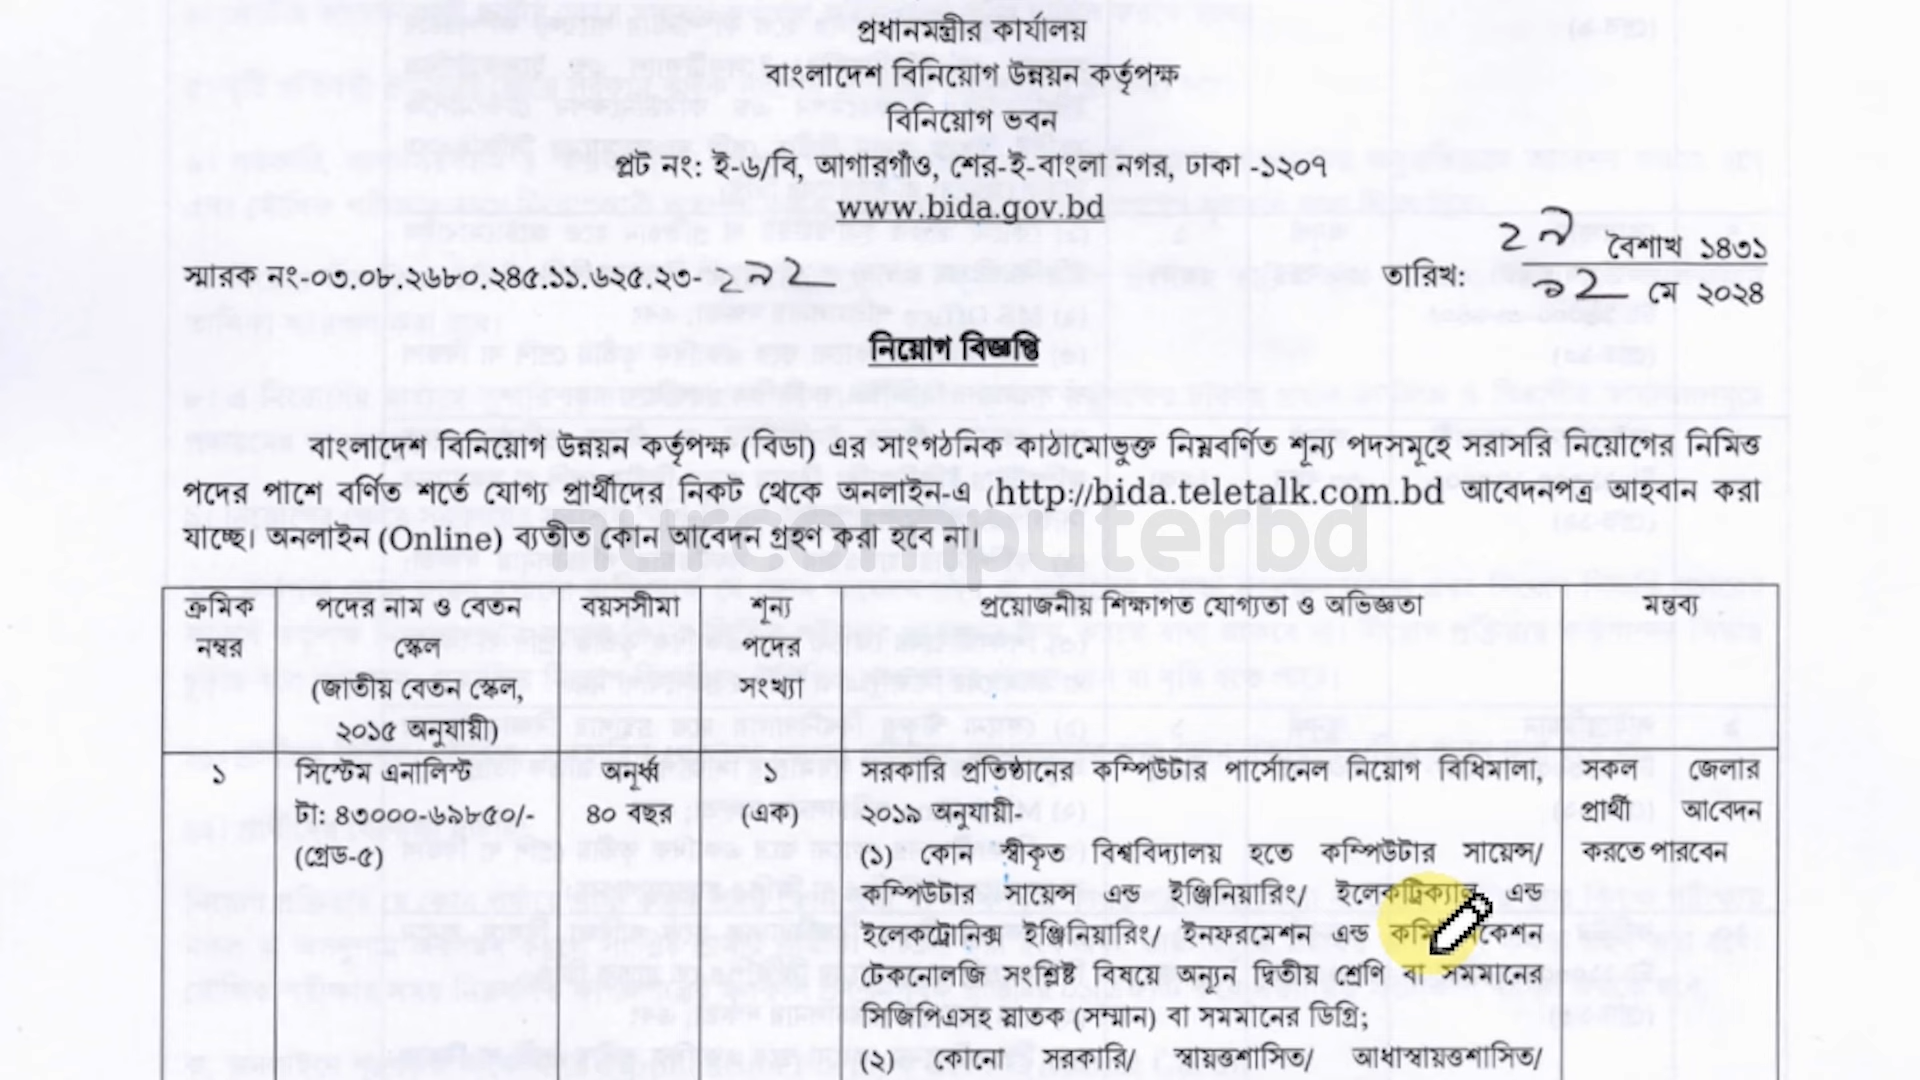 প্রধানমন্ত্রীর কার্যালয়
বাংলাদেশ বিনিয়োগ উন্নয়ন কর্তৃপক্ষ
বিনিয়োগ ভবন
প্লট নং: ই-৬/বি, আগারগাঁও, শের-ই-বাংলা নগর, ঢাকা -১২০৭
www.bida.gov.bd
স্মারক নং-০৩.০৮.২৬৮০.২৪৫.১১.৬২৫.২৩-২৭২
তারিখ: ২৯ বৈশাখ ১৪৩১
১২ মে ২০২৪
নিয়োগ বিজ্ঞপ্তি
বাংলাদেশ বিনিয়োগ উন্নয়ন কর্তৃপক্ষ (বিডা) এর সাংগঠনিক কাঠামোভুক্ত নিম্নবর্ণিত শূন্য পদসমূহে সরাসরি নিয়োগের নিমিত্ত
পদের পাশে বর্ণিত শর্তে যোগ্য প্রার্থীদের নিকট থেকে অনলাইন-এ (http://bida.teletalk.com.bd আবেদনপত্র আহবান করা
যাচ্ছে। অনলাইন (Online) ব্যতীত কোন আবেদন গ্রহণ করা হবে না।
nurcomputerbd
ক্রমিক নম্বর
পদের নাম ও বেতন স্কেল
(জাতীয় বেতন স্কেল,
২০১৫ অনুযায়ী)
বয়সসীমা
শূন্য পদের সংখ্যা
প্রয়োজনীয় শিক্ষাগত যোগ্যতা ও অভিজ্ঞতা
মন্তব্য
১
সিস্টেম এনালিস্ট
টা: ৪৩০০০-৬৯৮৫০/-
(গ্রেড-৫)
অনূর্ধ্ব
৪০ বছর
১
(এক)
সরকারি প্রতিষ্ঠানের কম্পিউটার পার্সোনেল নিয়োগ বিধিমালা,
২০১৯ অনুযায়ী-
(১) কোন স্বীকৃত বিশ্ববিদ্যালয় হতে কম্পিউটার সায়েন্স/
কম্পিউটার সায়েন্স এন্ড ইঞ্জিনিয়ারিং/ ইলেকট্রিক্যাল এন্ড
ইলেকট্রোনিক্স ইঞ্জিনিয়ারিং/ ইনফরমেশন এন্ড
টেকনোলজি সংশ্লিষ্ট বিষয়ে অন্যূন দ্বিতীয় শ্রেণি বা সমমানের
সিজিপিএসহ স্নাতক (সম্মান) বা সমমানের ডিগ্রি;
(২) কোনো সরকারি/ স্বায়ত্তশাসিত/ আধাস্বায়ত্তশাসিত/
সকল জেলার
প্রার্থী আবেদন
করতে পারবেন